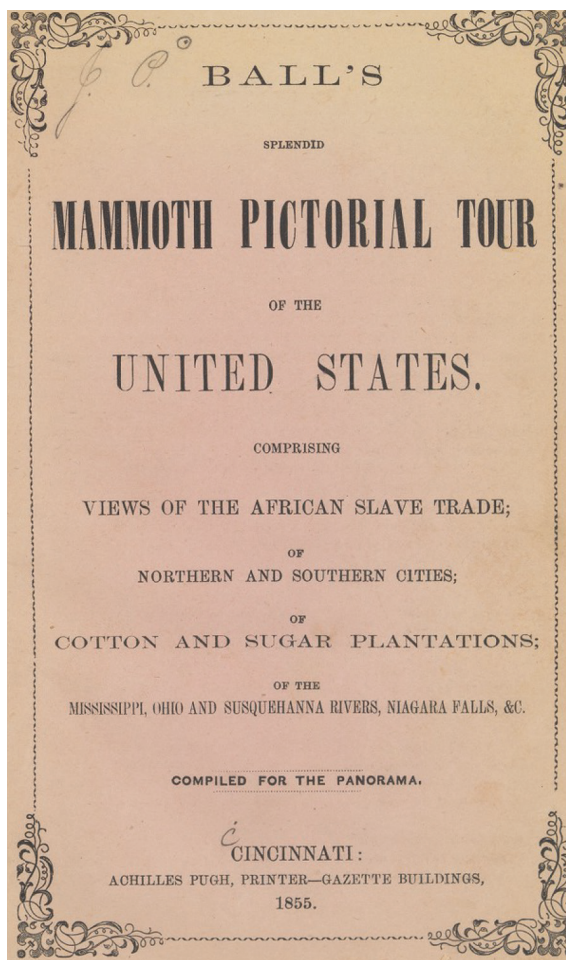 J. P.
BALL'S
SPLENDID
MAMMOTH PICTORIAL TOUR
OF THE
UNITED STATES.
COMPRISING
VIEWS OF THE AFRICAN SLAVE TRADE;
OF
NORTHERN AND SOUTHERN CITIES;
OF
COTTON AND SUGAR PLANTATIONS;
OF THE
MISSISSIPPI, OHIO AND SUSQUEHANNA RIVERS, NIAGARA FALLS, &C.
COMPILED FOR THE PANORAMA.
c
CINCINNATI:
ACHILLES PUGH, PRINTER—GAZETTE BUILDINGS,
1855.